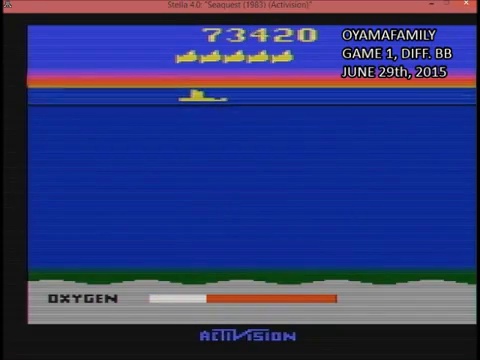 Stella 4.0: "Seaquest (1983) (Activision)"
73420
OYAMAFAMILY
GAME 1, DIFF. BB
JUNE 29th, 2015
OXYGEN
ACTIVISION